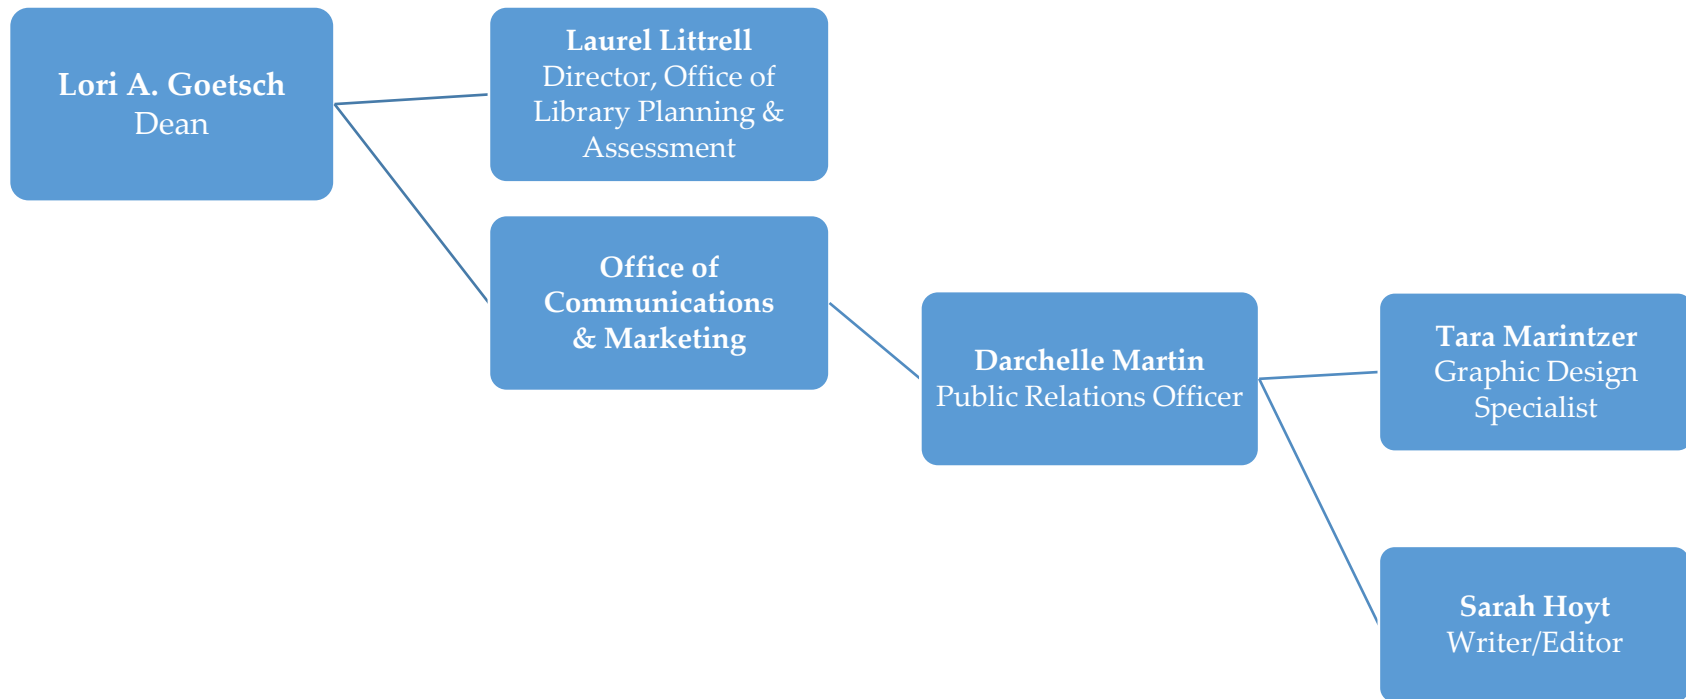 Lori A. Goetsch
Dean
Laurel Littrell
Director, Office of
Library Planning &
Assessment
Office of
Communications
& Marketing
Darchelle Martin
Public Relations Officer
Tara Marintzer
Graphic Design
Specialist
Sarah Hoyt
Writer/Editor